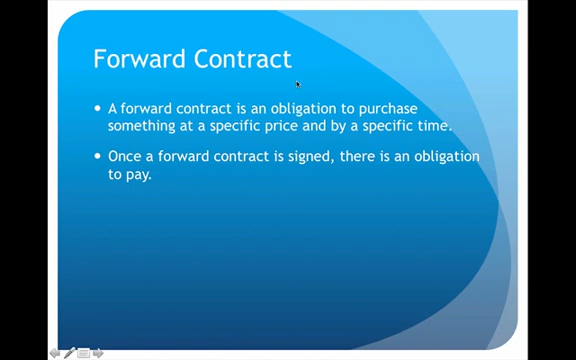 Forward Contract
• A forward contract is an obligation to purchase
something at a specific price and by a specific time.
• Once a forward contract is signed, there is an obligation
to pay.